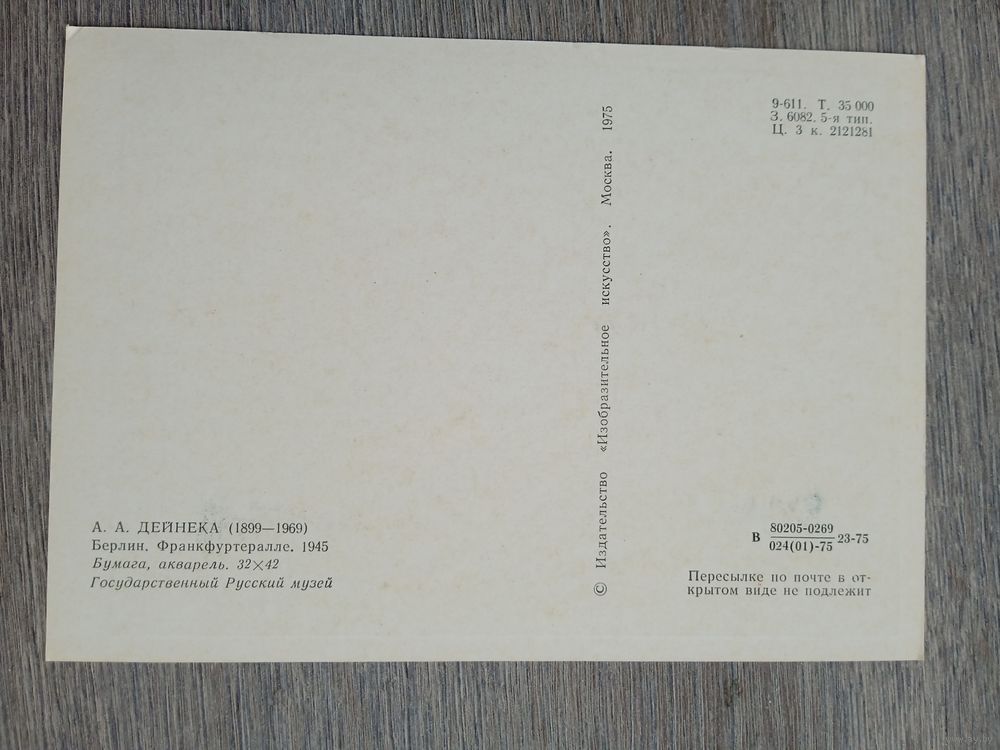 9-611. Т. 35 000
З. 6082. 5-я тип.
Ц. 3 к. 2121281
© Издательство «Изобразительное искусство». Москва. 1975
А. А. ДЕЙНЕКА (1899—1969)
Берлин. Франкфуртералле. 1945
Бумага, акварель. 32×42
Государственный Русский музей
В 80205-0269
024(01)-75 23-75
Пересылке по почте в от-
крытом виде не подлежит